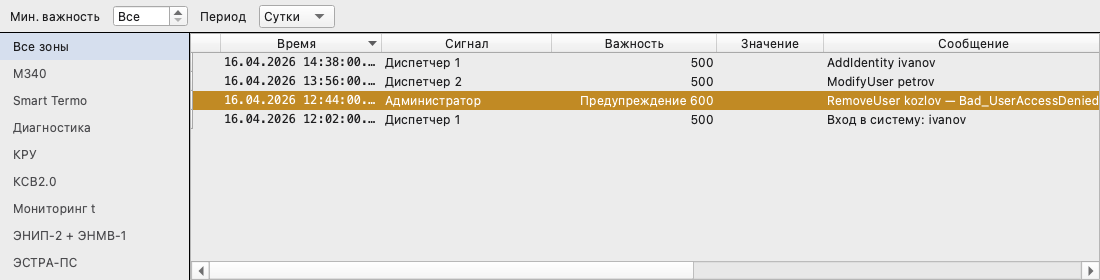 Мин. важность Все Период Сутки
Время Сигнал Важность Значение Сообщение
Все зоны
M340
Smart Termo
Диагностика
КРУ
КСВ2.0
Мониторинг t
ЭНИП-2 + ЭНМВ-1
ЭСТРА-ПС
16.04.2026 14:38:00.... Диспетчер 1 500 AddIdentity ivanov
16.04.2026 13:56:00.... Диспетчер 2 500 ModifyUser petrov
16.04.2026 12:44:00.... Администратор Предупреждение 600 RemoveUser kozlov — Bad_UserAccessDenied
16.04.2026 12:02:00.... Диспетчер 1 500 Вход в систему: ivanov